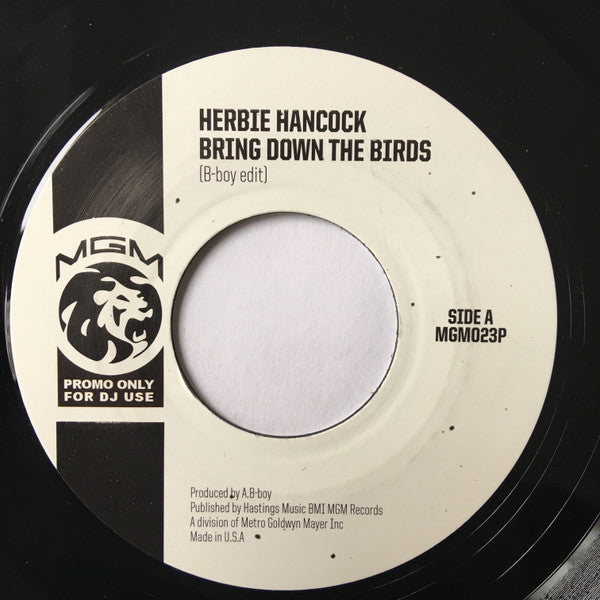 HERBIE HANCOCK
BRING DOWN THE BIRDS
(B-boy edit)
MGM
PROMO ONLY
FOR DJ USE
SIDE A
MGM023P
Produced by A.B-boy
Published by Hastings Music BMI MGM Records
A division of Metro Goldwyn Mayer Inc
Made in U.S.A